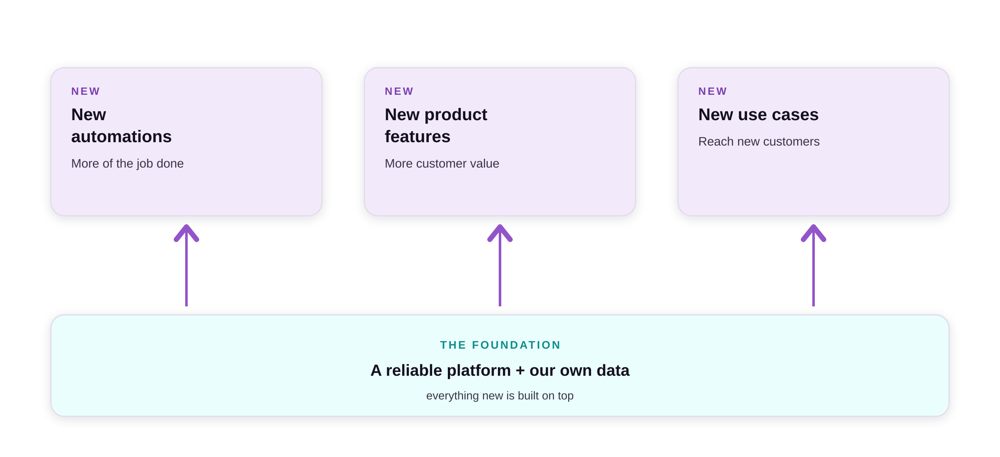 NEW
New
automations
More of the job done
NEW
New product
features
More customer value
NEW
New use cases
Reach new customers
THE FOUNDATION
A reliable platform + our own data
everything new is built on top